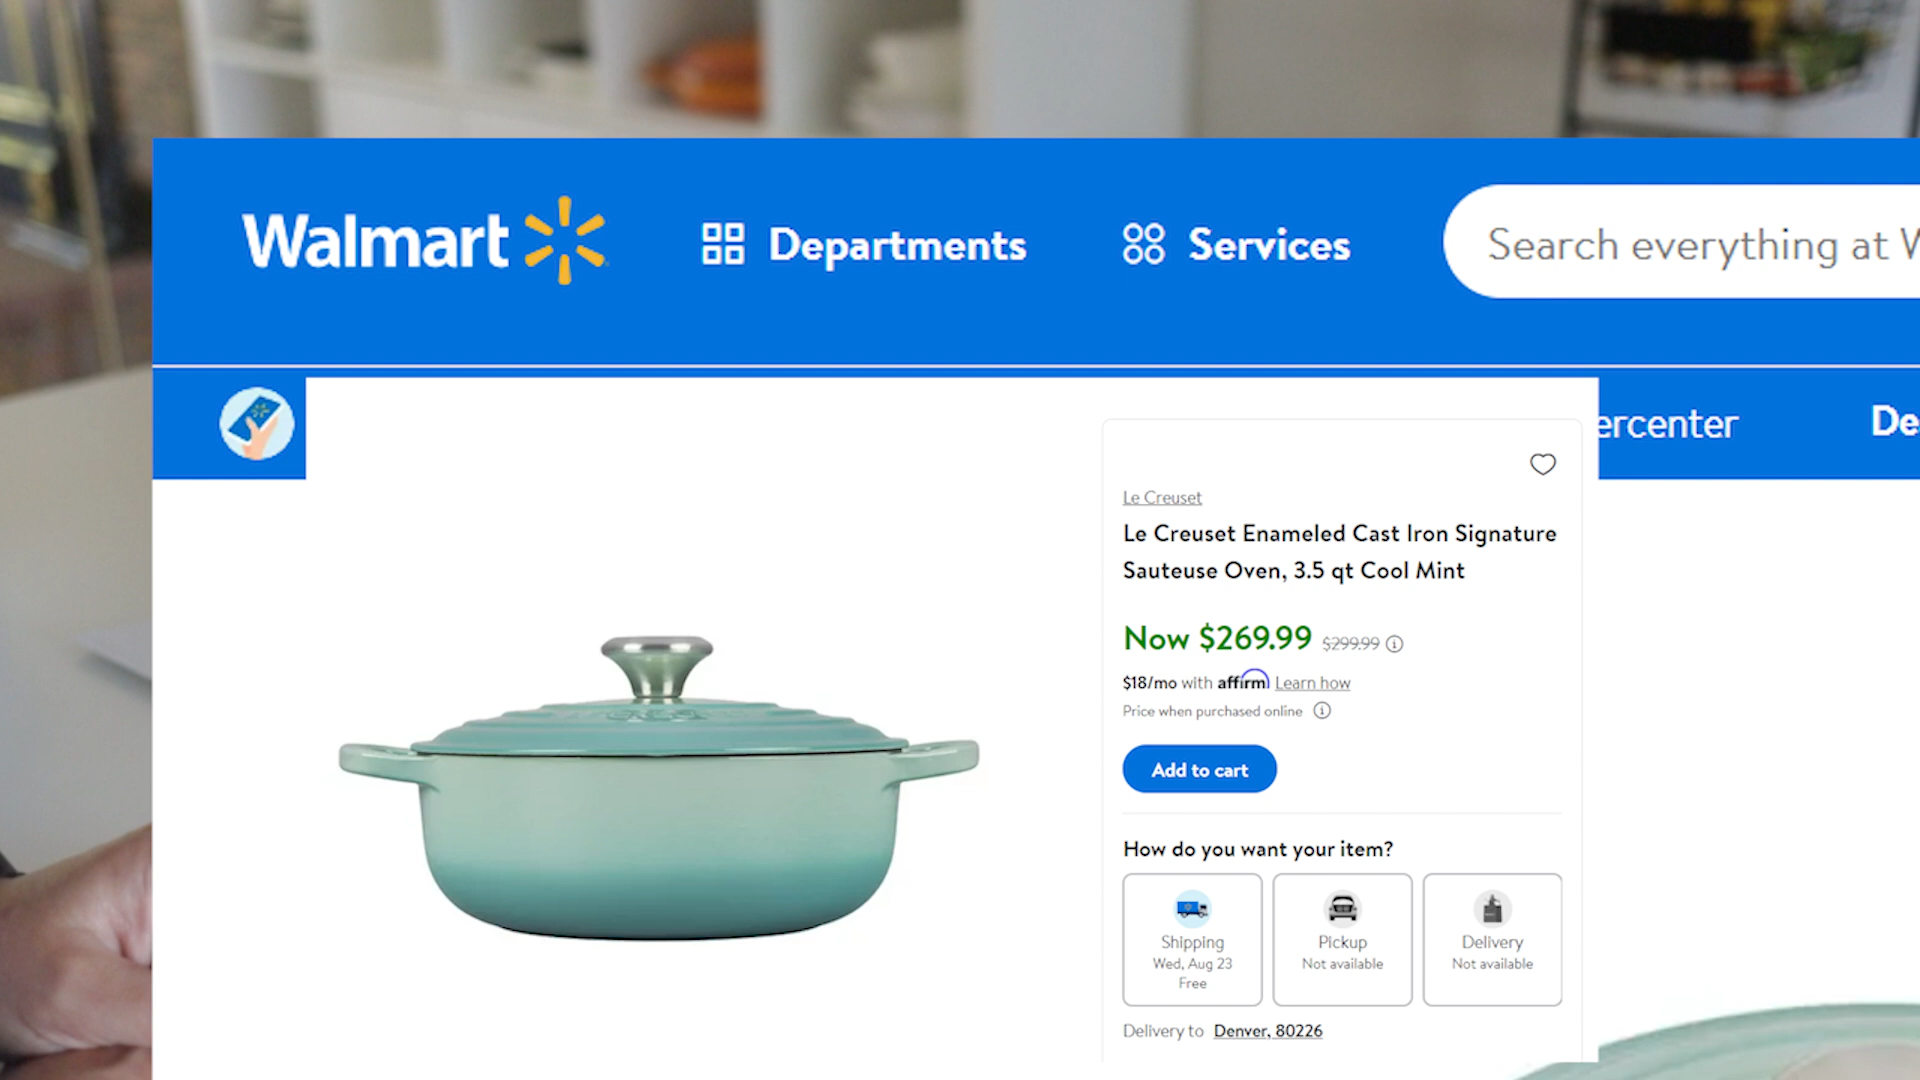 Walmart
Departments
Services
Search everything at W
ercenter
De
Le Creuset
Le Creuset Enameled Cast Iron Signature
Sauteuse Oven, 3.5 qt Cool Mint
Now $269.99 $299.99
$18/mo with affirm Learn how
Price when purchased online
Add to cart
How do you want your item?
Shipping
Wed, Aug 23
Free
Pickup
Not available
Delivery
Not available
Delivery to Denver, 80226